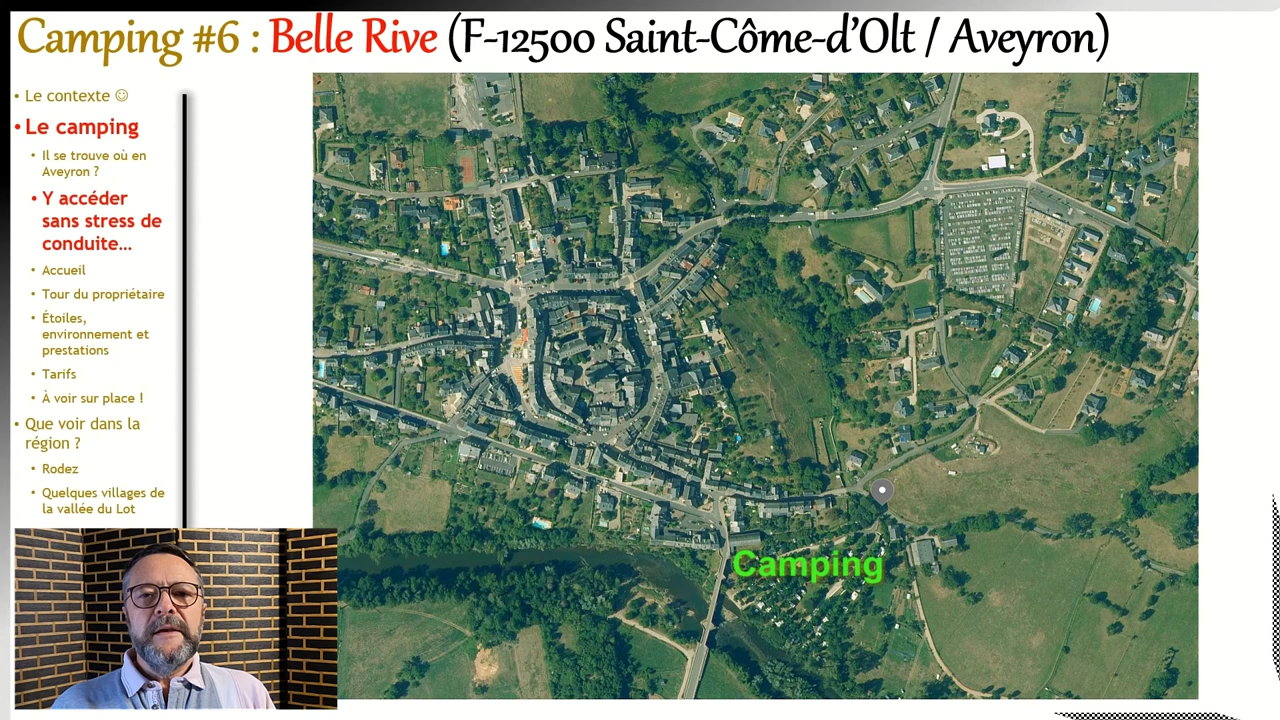 Camping #6 : Belle Rive (F-12500 Saint-Côme-d'Olt / Aveyron)
• Le contexte ☺
• Le camping
• Il se trouve où en
Aveyron ?
• Y accéder
sans stress de
conduite…
• Accueil
• Tour du propriétaire
• Étoiles,
environnement et
prestations
• Tarifs
• À voir sur place !
• Que voir dans la
région ?
• Rodez
• Quelques villages de
la vallée du Lot
Camping